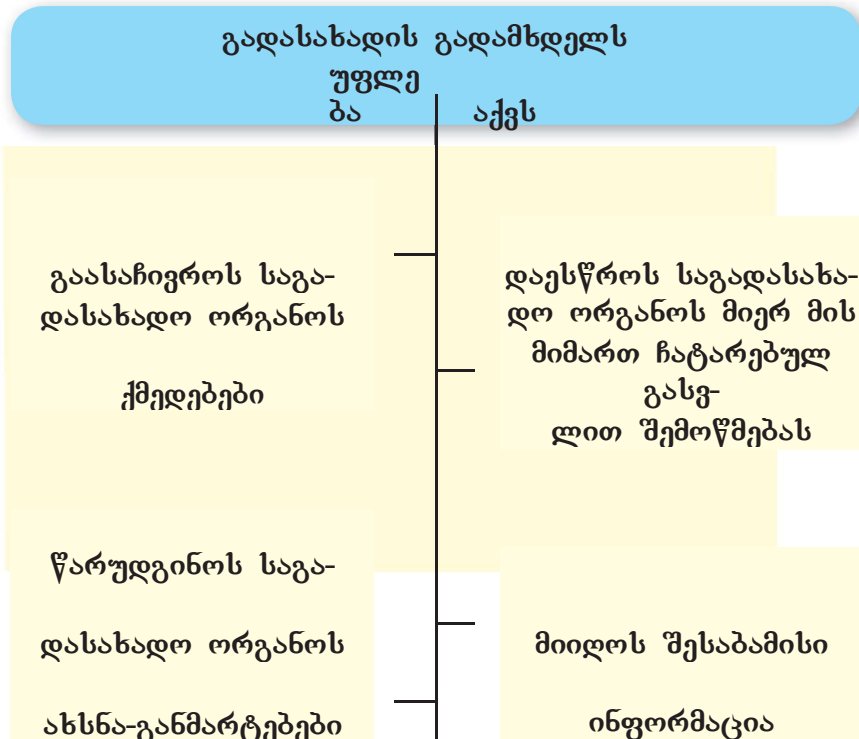 გადასახადის გადამხდელს
უფლე
ბა აქვს
გაასაჩივროს საგა-
დასახადო ორგანოს
ქმედებები
დაესწროს საგადასახა-
დო ორგანოს მიერ მის
მიმართ ჩატარებულ
გასვ-
ლით შემოწმებას
წარუდგინოს საგა-
დასახადო ორგანოს
ახსნა-განმარტებები
მიიღოს შესაბამისი
ინფორმაცია